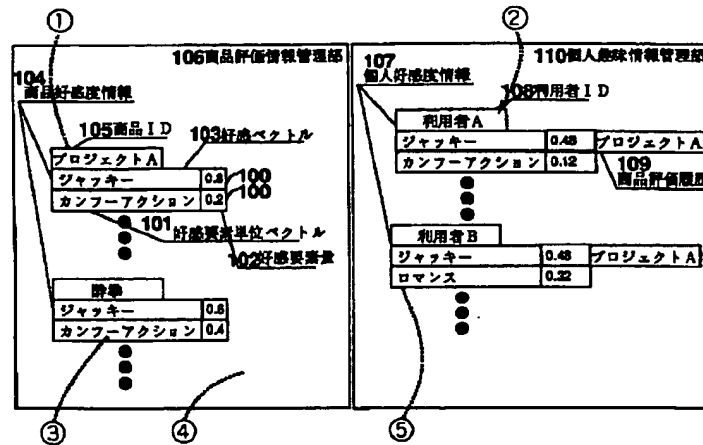 ①
②
106商品評価情報管理部
104
商品好感度情報
105商品ID
103好感ベクトル
プロジェクトA
ジャッキー 0.8 100
カンフーアクション 0.2 100
101
好感要素単位ベクトル
102好感要素量
酔拳
ジャッキー 0.6
カンフーアクション 0.4
③
④
110個人趣味情報管理部
107
個人好感度情報
108利用者ID
利用者A
ジャッキー 0.48 プロジェクトA
カンフーアクション 0.12
109
商品評価履歴
利用者B
ジャッキー 0.48 プロジェクトA
ロマンス 0.32
⑤